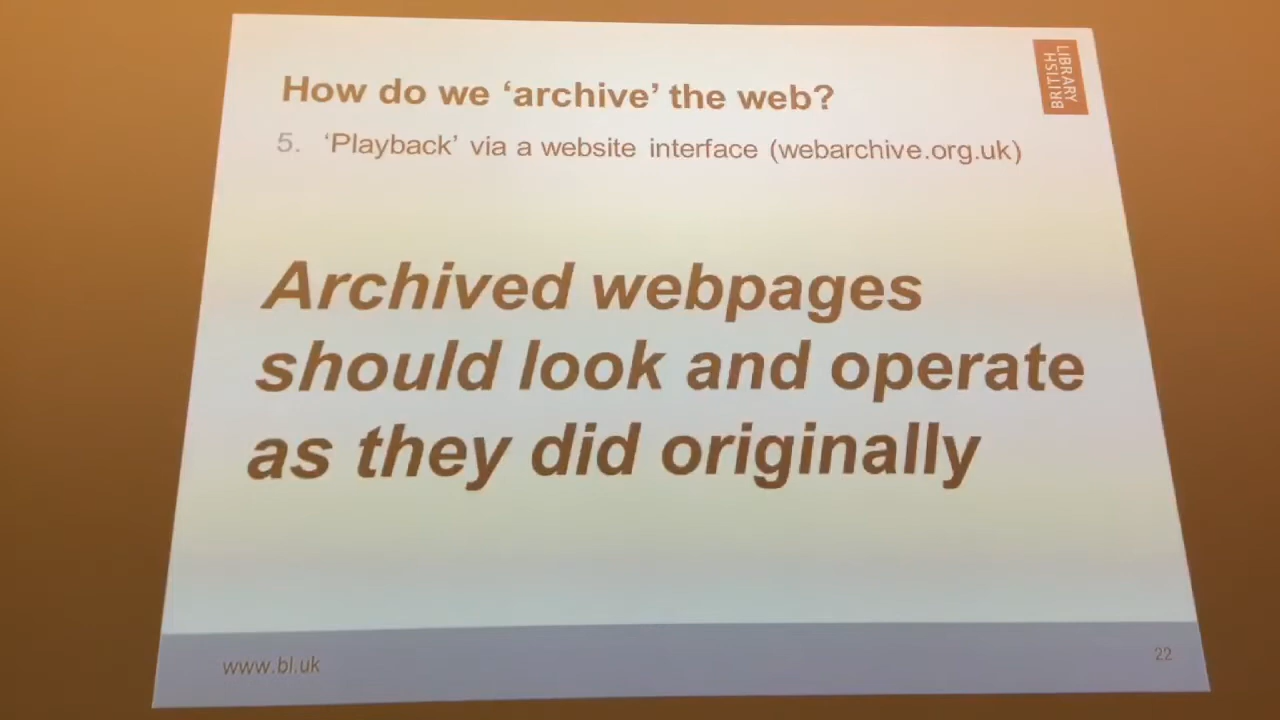 How do we ‘archive’ the web?
LIBRARY
BRITISH
5. ‘Playback’ via a website interface (webarchive.org.uk)
Archived webpages
should look and operate
as they did originally
www.bl.uk
22